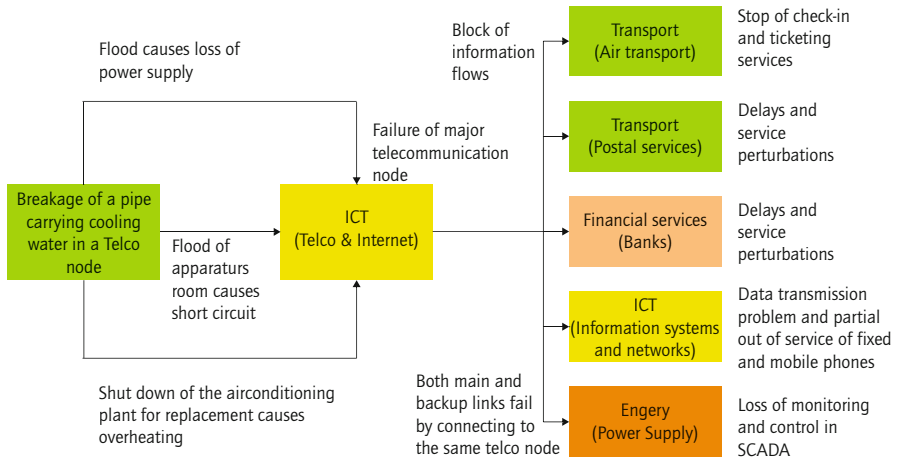 Flood causes loss of
power supply
Breakage of a pipe
carrying cooling
water in a Telco
node
Flood of
apparaturs
room causes
short circuit
Shut down of the airconditioning
plant for replacement causes
overheating
Failure of major
telecommunication
node
ICT
(Telco & Internet)
Block of
information
flows
Both main and
backup links fail
by connecting to
the same telco node
Transport
(Air transport)
Stop of check-in
and ticketing
services
Transport
(Postal services)
Delays and
service
perturbations
Financial services
(Banks)
Delays and
service
perturbations
ICT
(Information systems
and networks)
Data transmission
problem and partial
out of service of fixed
and mobile phones
Engery
(Power Supply)
Loss of monitoring
and control in
SCADA